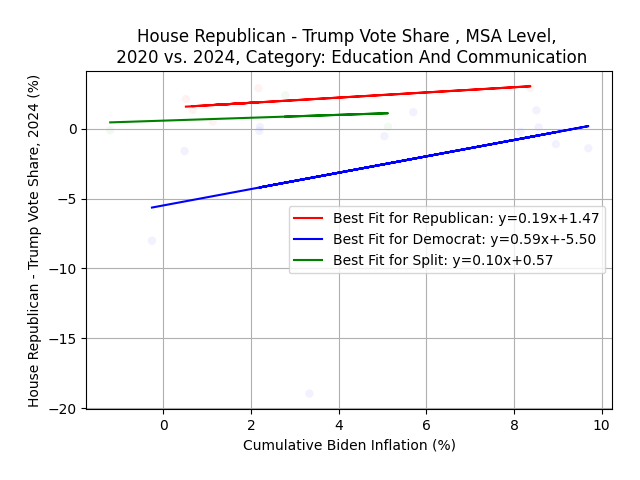 House Republican - Trump Vote Share , MSA Level,
2020 vs. 2024, Category: Education And Communication
House Republican - Trump Vote Share, 2024 (%)
0
−5
−10
−15
−20
Best Fit for Republican: y=0.19x+1.47
Best Fit for Democrat: y=0.59x+-5.50
Best Fit for Split: y=0.10x+0.57
0 2 4 6 8 10
Cumulative Biden Inflation (%)